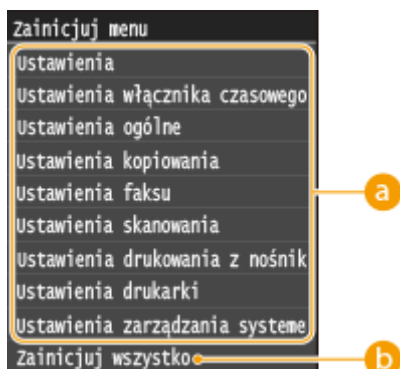 Zainicjuj menu
Ustawienia
Ustawienia włącznika czasowego
Ustawienia ogólne
Ustawienia kopiowania
Ustawienia faksu
Ustawienia skanowania
Ustawienia drukowania z nośnik
Ustawienia drukarki
Ustawienia zarządzania systeme
Zainicjuj wszystko
a
b